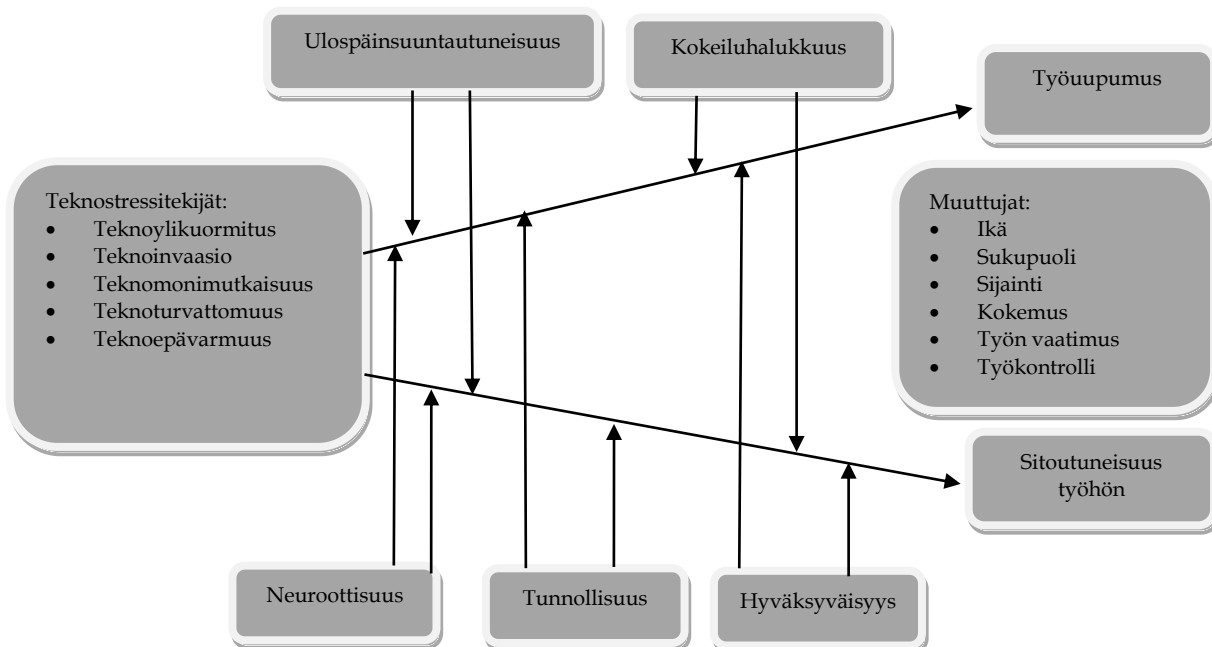 Ulospäinsuuntautuneisuus
Kokeiluhalukkuus
Työuupumus
Teknostressitekijät:
• Teknoylikuormitus
• Teknoinvaasio
• Teknomonimutkaisuus
• Teknoturvattomuus
• Teknoepävarmuus
Muuttujat:
• Ikä
• Sukupuoli
• Sijainti
• Kokemus
• Työn vaatimus
• Työkontrolli
Sitoutuneisuus
työhön
Neuroottisuus
Tunnollisuus
Hyväksyväisyys